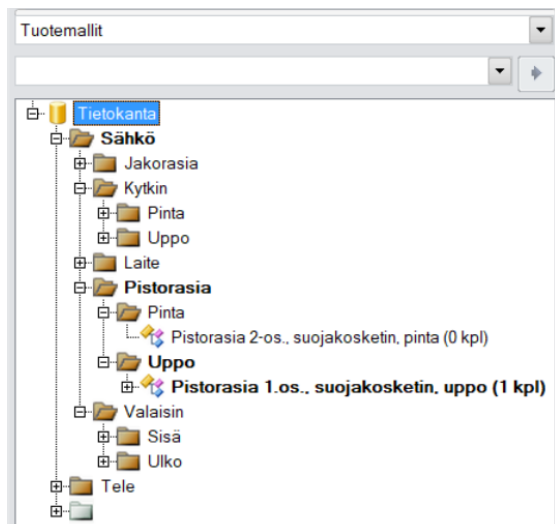 Tuotemallit
Tietokanta
Sähkö
Jakorasia
Kytkin
Pinta
Uppo
Laite
Pistorasia
Pinta
Pistorasia 2-os., suojakosketin, pinta (0 kpl)
Uppo
Pistorasia 1.os., suojakosketin, uppo (1 kpl)
Valaisin
Sisä
Ulko
Tele